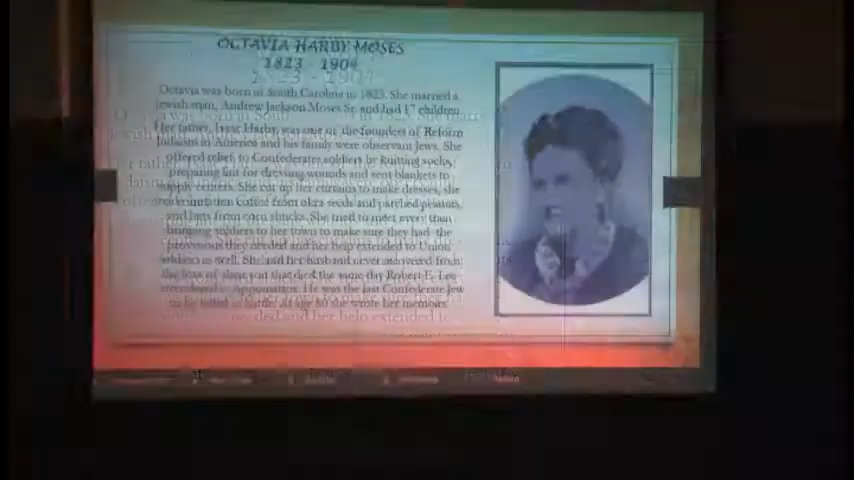 OCTAVIA HARBY MOSES
1823 - 1904
Octavia was born in South Carolina in 1823. She married a
Jewish man, Andrew Jackson Moses Sr. and had 17 children
Her father, Isaac Harby, was one of the founders of Reform
Judaism in America and his family were observant Jews. She
offered relief to Confederates soldiers by knitting socks,
preparing lint for dressing wounds and sent blankets to
supply centers. She cut up her curtains to make dresses, she
made imitation coffee from okra seeds and parched peanuts,
and hats from corn shucks. She tried to meet every train
bringing soldiers to her town to make sure they had the
provisions they needed and her help extended to Union
soldiers as well. She and her husband never recovered from
the loss of their son that died the same day Robert E. Lee
surrendered at Appomattox. He was the last Confederate Jew
to be killed in battle. At age 80 she wrote her memoirs.